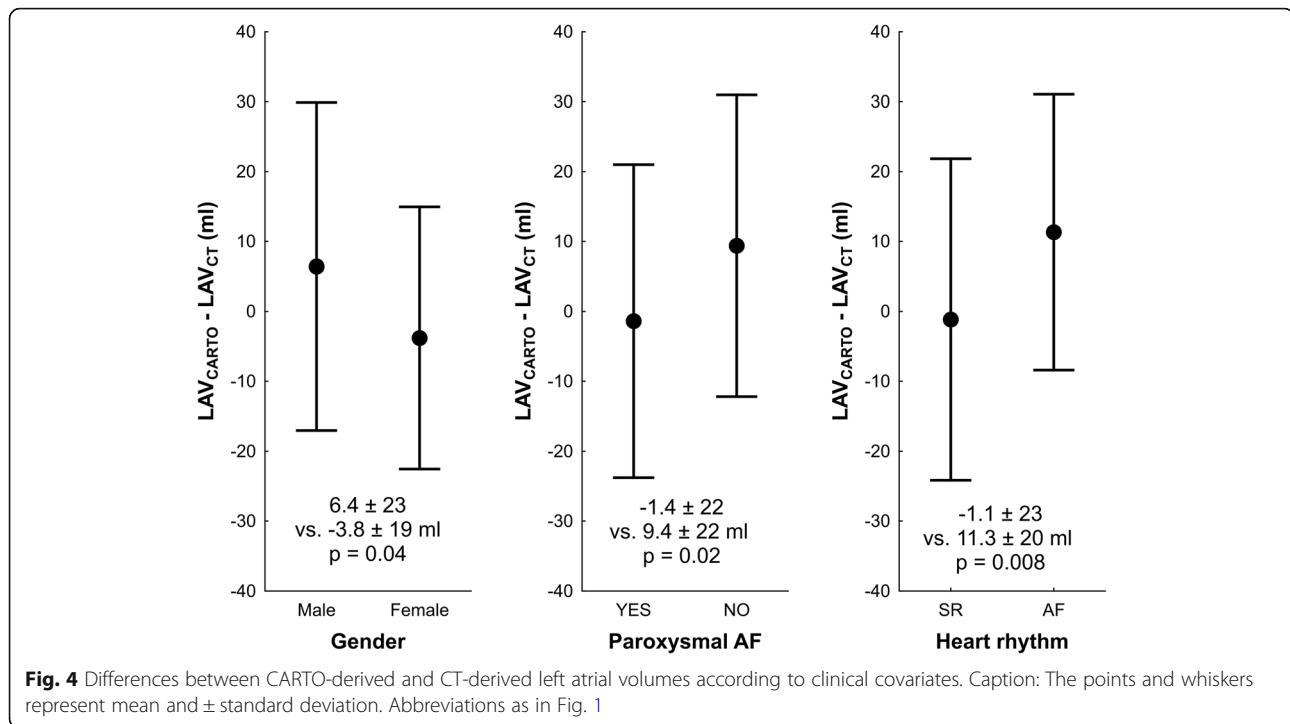 40
30
20
10
0
-10
-20
-30
-40
LAVCARTO - LAVCT (ml)
6.4 ± 23
vs. -3.8 ± 19 ml
p = 0.04
Male Female
Gender
40
30
20
10
0
-10
-20
-30
-40
LAVCARTO - LAVCT (ml)
-1.4 ± 22
vs. 9.4 ± 22 ml
p = 0.02
YES NO
Paroxysmal AF
40
30
20
10
0
-10
-20
-30
-40
LAVCARTO - LAVCT (ml)
-1.1 ± 23
vs. 11.3 ± 20 ml
p = 0.008
SR AF
Heart rhythm
Fig. 4 Differences between CARTO-derived and CT-derived left atrial volumes according to clinical covariates. Caption: The points and whiskers
represent mean and ± standard deviation. Abbreviations as in Fig. 1